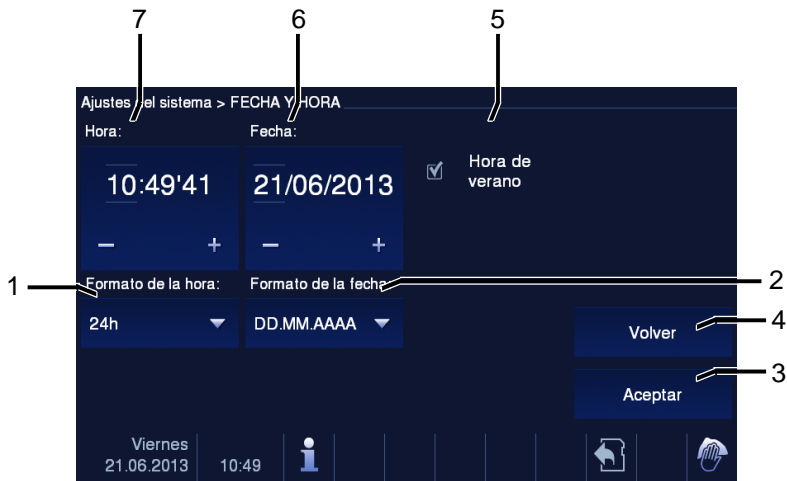 7 6 5
Ajustes del sistema > FECHA Y HORA
Hora: Fecha:
10:49'41 21/06/2013 Hora de
verano
− + − +
1 Formato de la hora: Formato de la fecha: 2
24h DD.MM.AAAA
Volver 4
Aceptar 3
Viernes
21.06.2013 10:49